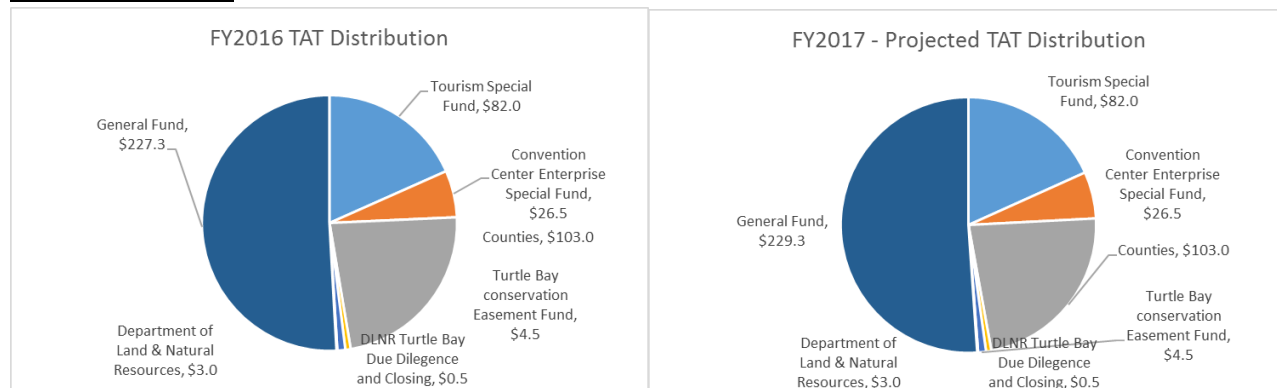 FY2016 TAT Distribution
Tourism Special
Fund, $82.0
General Fund,
$227.3
Convention
Center Enterprise
Special Fund,
$26.5
Counties, $103.0
Turtle Bay
conservation
Easement Fund,
$4.5
DLNR Turtle Bay
Due Dilegence
and Closing, $0.5
Department of
Land & Natural
Resources, $3.0
FY2017 - Projected TAT Distribution
Tourism Special
Fund, $82.0
Convention
Center Enterprise
Special Fund,
$26.5
General Fund,
$229.3
Counties, $103.0
Turtle Bay
conservation
Easement Fund,
$4.5
DLNR Turtle Bay
Due Dilegence
and Closing, $0.5
Department of
Land & Natural
Resources, $3.0